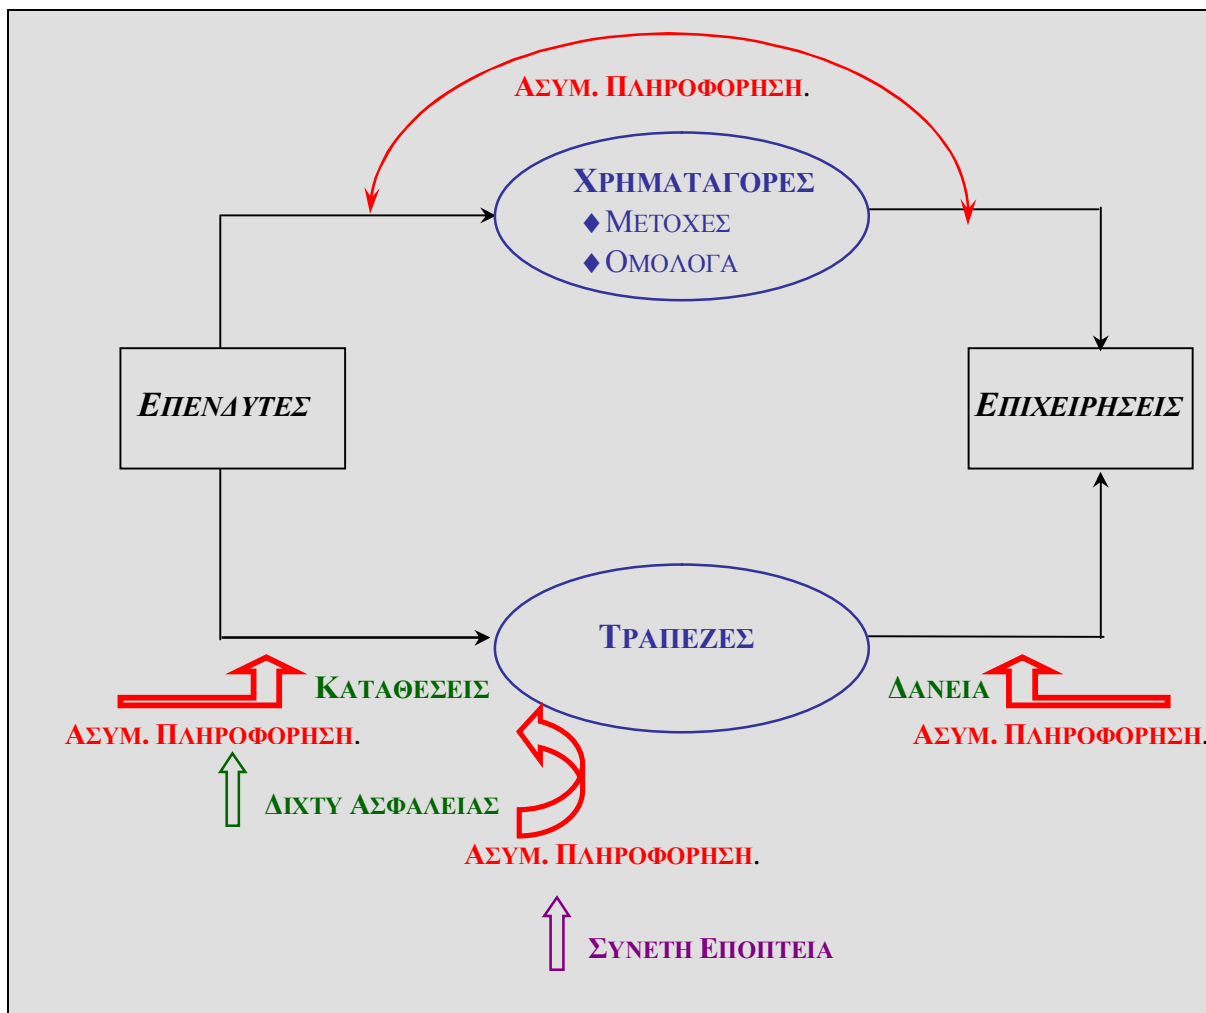 ΑΣΥΜ. ΠΛΗΡΟΦΟΡΗΣΗ.
ΧΡΗΜΑΤΑΓΟΡΕΣ
♦ ΜΕΤΟΧΕΣ
♦ ΟΜΟΛΟΓΑ
ΕΠΕΝΔΥΤΕΣ
ΕΠΙΧΕΙΡΗΣΕΙΣ
ΤΡΑΠΕΖΕΣ
ΚΑΤΑΘΕΣΕΙΣ
ΔΑΝΕΙΑ
ΑΣΥΜ. ΠΛΗΡΟΦΟΡΗΣΗ.
ΑΣΥΜ. ΠΛΗΡΟΦΟΡΗΣΗ.
ΔΙΧΤΥ ΑΣΦΑΛΕΙΑΣ
ΑΣΥΜ. ΠΛΗΡΟΦΟΡΗΣΗ.
ΣΥΝΕΤΗ ΕΠΟΠΤΕΙΑ